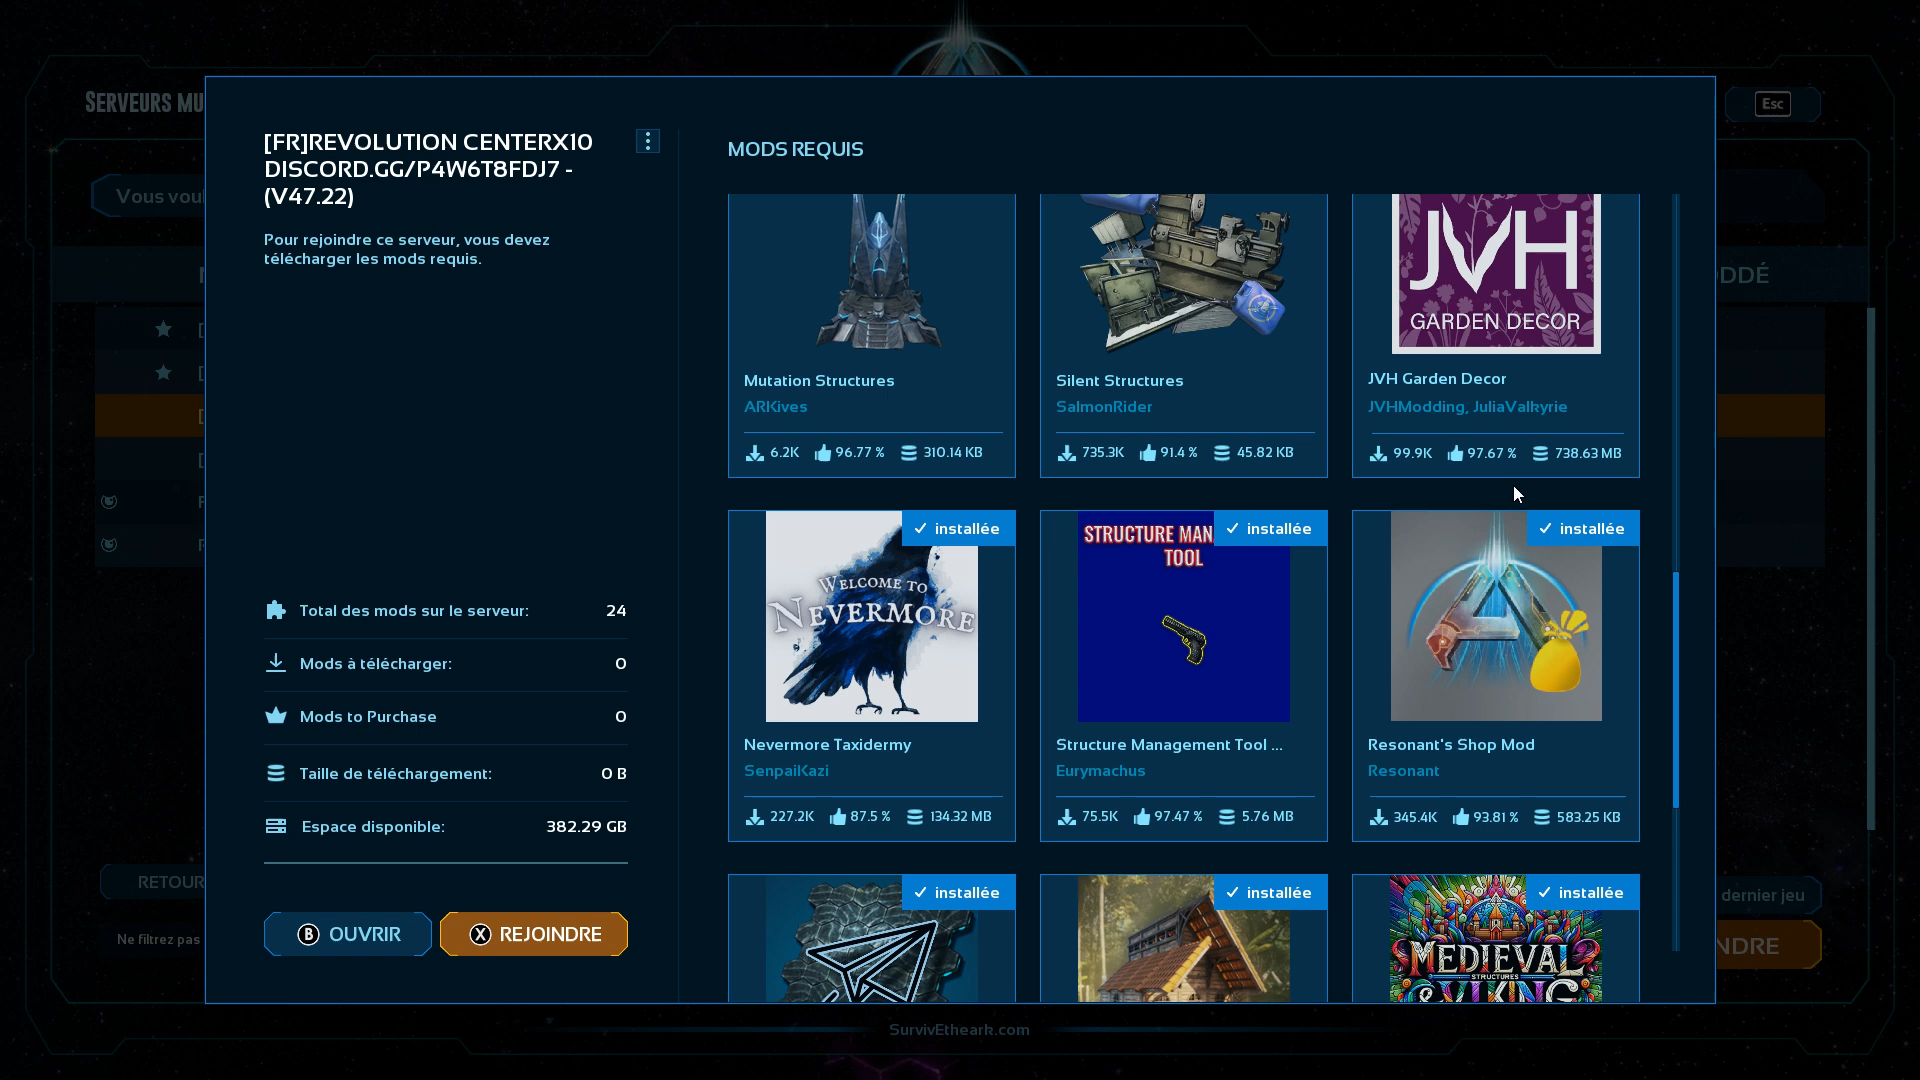 SERVEURS MU
Esc
Vous voul
DDÉ
[FR]REVOLUTION CENTERX10
DISCORD.GG/P4W6T8FDJ7 -
(V47.22)
Pour rejoindre ce serveur, vous devez
télécharger les mods requis.
Total des mods sur le serveur: 24
Mods à télécharger: 0
Mods to Purchase 0
Taille de téléchargement: 0 B
Espace disponible: 382.29 GB
B OUVRIR
X REJOINDRE
MODS REQUIS
Mutation Structures
ARKives
6.2K 96.77 % 310.14 KB
Silent Structures
SalmonRider
735.3K 91.4 % 45.82 KB
JVH
GARDEN DECOR
JVH Garden Decor
JVHModding, JuliaValkyrie
99.9K 97.67 % 738.63 MB
installée
WELCOME TO
NEVERMORE
Nevermore Taxidermy
SenpaiKazi
227.2K 87.5 % 134.32 MB
installée
STRUCTURE MAN
TOOL
Structure Management Tool ...
Eurymachus
75.5K 97.47 % 5.76 MB
installée
Resonant's Shop Mod
Resonant
345.4K 93.81 % 583.25 KB
installée
installée
installée
MEDIEVAL
STRUCTURES
& VIKING
RETOUR
Ne filtrez pas
dernier jeu
NDRE
SurvivEtheark.com